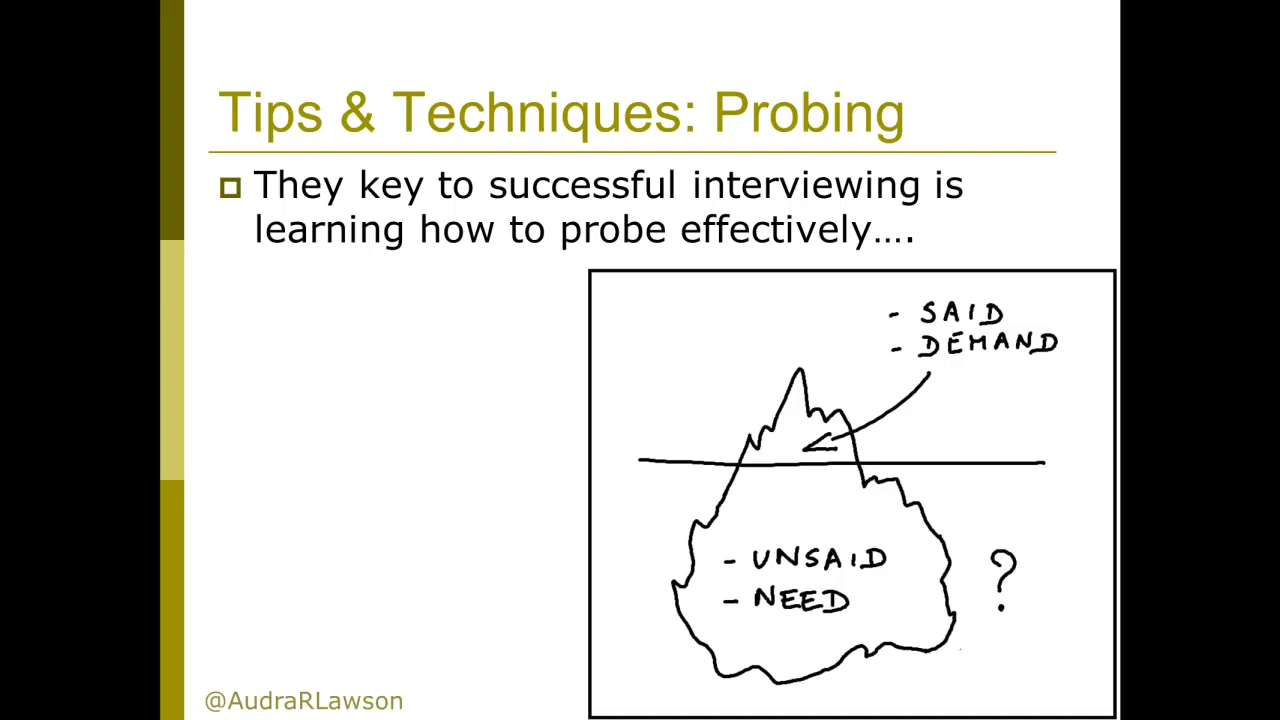 Tips & Techniques: Probing
They key to successful interviewing is
learning how to probe effectively….
- SAID
- DEMAND
- UNSAID
- NEED
?
@AudraRLawson